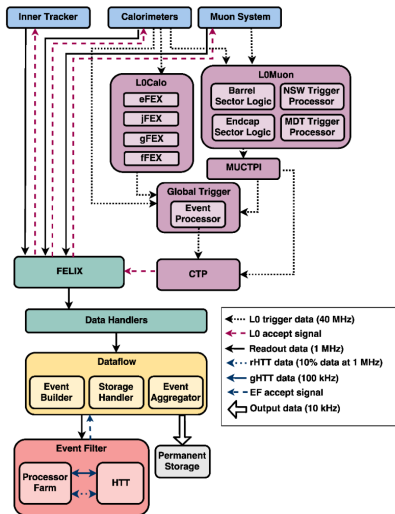 Inner Tracker
Calorimeters
Muon System
L0Calo
eFEX
jFEX
gFEX
fFEX
L0Muon
Barrel
Sector Logic
NSW Trigger
Processor
Endcap
Sector Logic
MDT Trigger
Processor
MUCTPI
Global Trigger
Event
Processor
FELIX
CTP
Data Handlers
Dataflow
Event
Builder
Storage
Handler
Event
Aggregator
Event Filter
Processor
Farm
HTT
Permanent
Storage
L0 trigger data (40 MHz)
L0 accept signal
Readout data (1 MHz)
rHTT data (10% data at 1 MHz)
gHTT data (100 kHz)
EF accept signal
Output data (10 kHz)